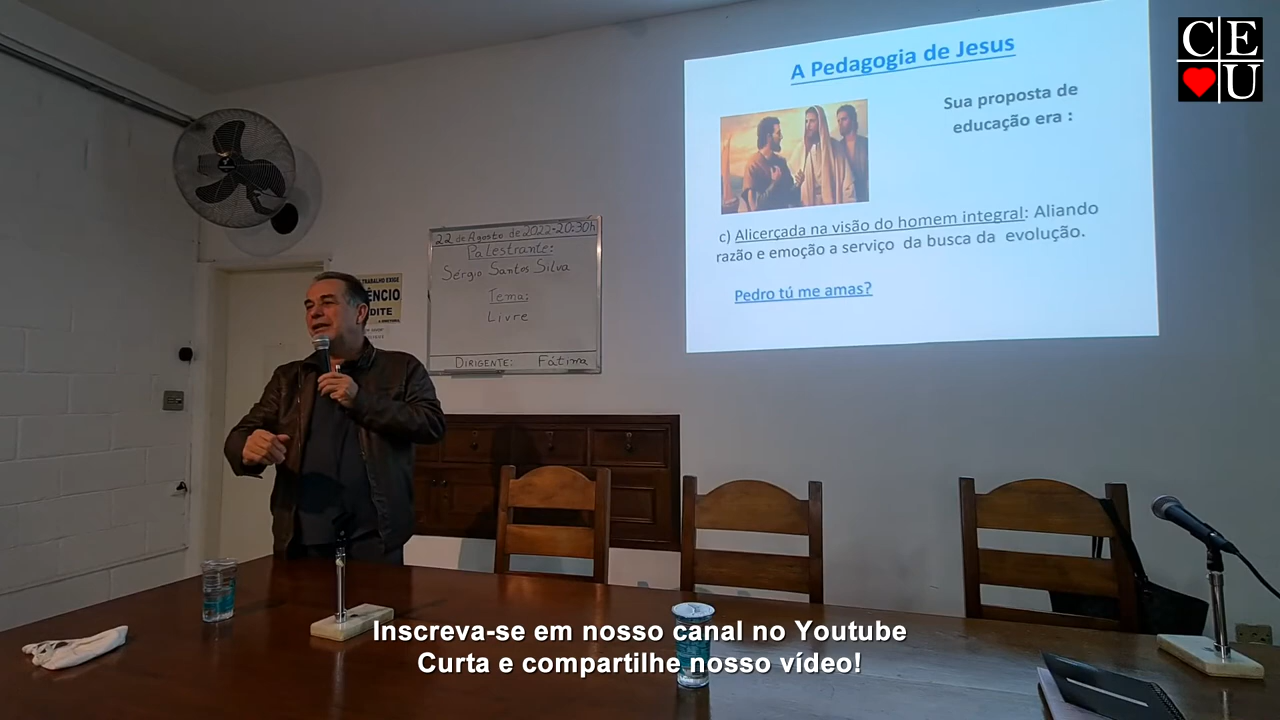 C E
U
A Pedagogia de Jesus
Sua proposta de
educação era :
c) Alicerçada na visão do homem integral: Aliando
razão e emoção a serviço da busca da evolução.
Pedro tú me amas?
22 de Agosto de 2022-20:30h
Palestrante:
Sérgio Santos Silva
Tema:
Livre
DIRIGENTE: Fátima
TRABALHO EXIGE
ÊNCIO
DITE
Inscreva-se em nosso canal no Youtube
Curta e compartilhe nosso vídeo!